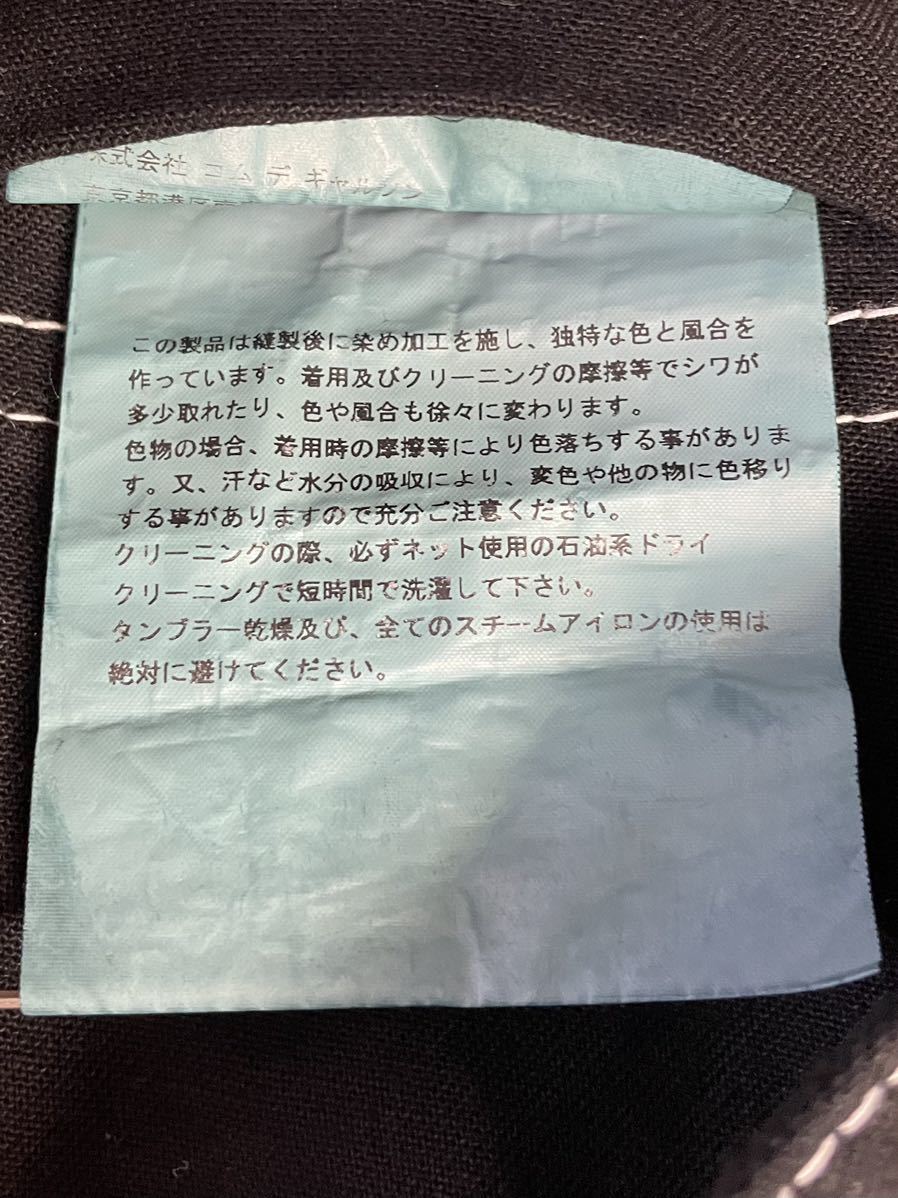 株式会社 コム デ ギャルソン
東京都港区南
この製品は縫製後に染め加工を施し、独特な色と風合を
作っています。着用及びクリーニングの摩擦等でシワが
多少取れたり、色や風合も徐々に変わります。
色物の場合、着用時の摩擦等により色落ちする事がありま
す。又、汗など水分の吸収により、変色や他の物に色移り
する事がありますので充分ご注意ください。
クリーニングの際、必ずネット使用の石油系ドライ
クリーニングで短時間で洗濯して下さい。
タンブラー乾燥及び、全てのスチームアイロンの使用は
絶対に避けてください。